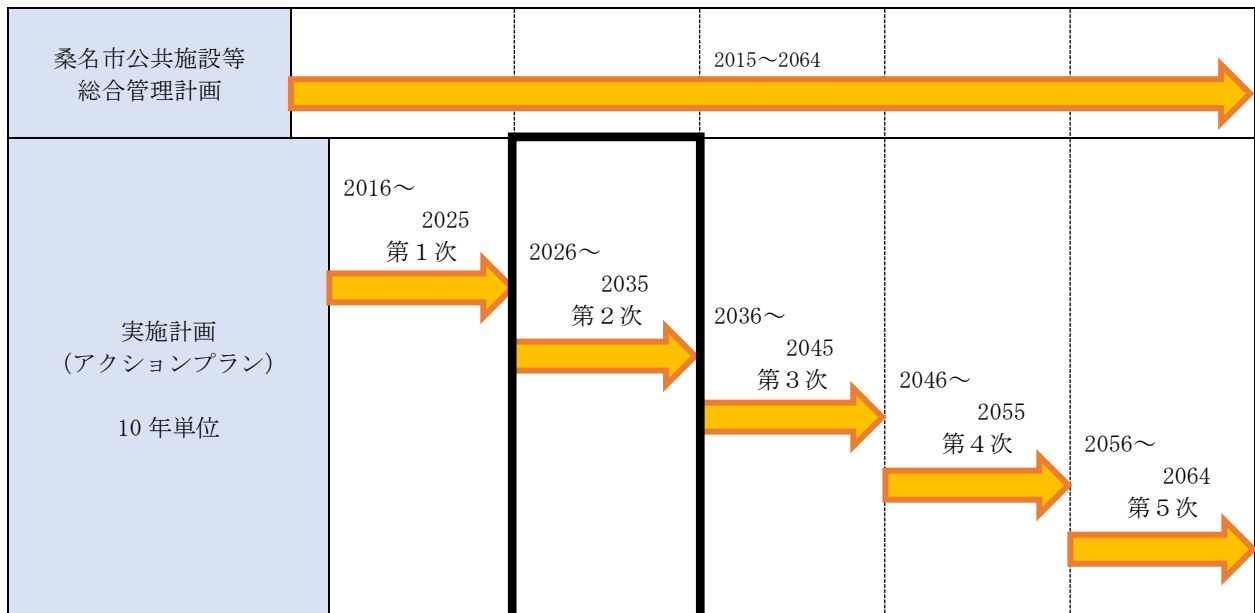 桑名市公共施設等
総合管理計画
2015～2064
実施計画
（アクションプラン）
10 年単位
2016～
2025
第１次
2026～
2035
第２次
2036～
2045
第３次
2046～
2055
第４次
2056～
2064
第５次